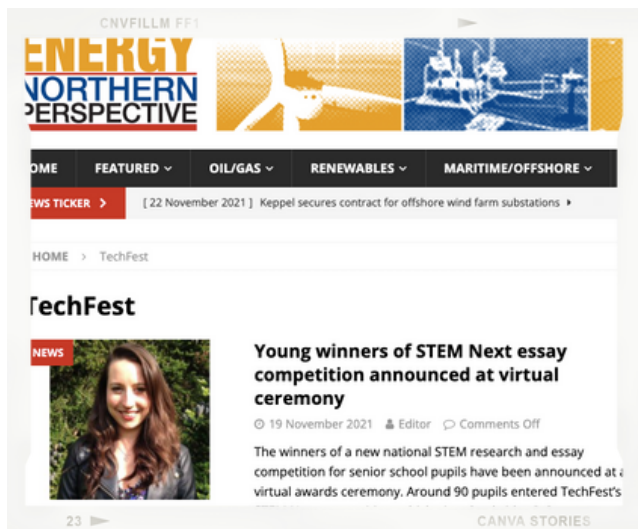 CNVFILLM FF1
ENERGY
NORTHERN
PERSPECTIVE
OME FEATURED OIL/GAS RENEWABLES MARITIME/OFFSHORE
EWS TICKER [ 22 November 2021 ] Keppel secures contract for offshore wind farm substations
HOME > TechFest
TechFest
NEWS
Young winners of STEM Next essay
competition announced at virtual
ceremony
19 November 2021 Editor Comments Off
The winners of a new national STEM research and essay
competition for senior school pupils have been announced at a
virtual awards ceremony. Around 90 pupils entered TechFest's
23 CANVA STORIES